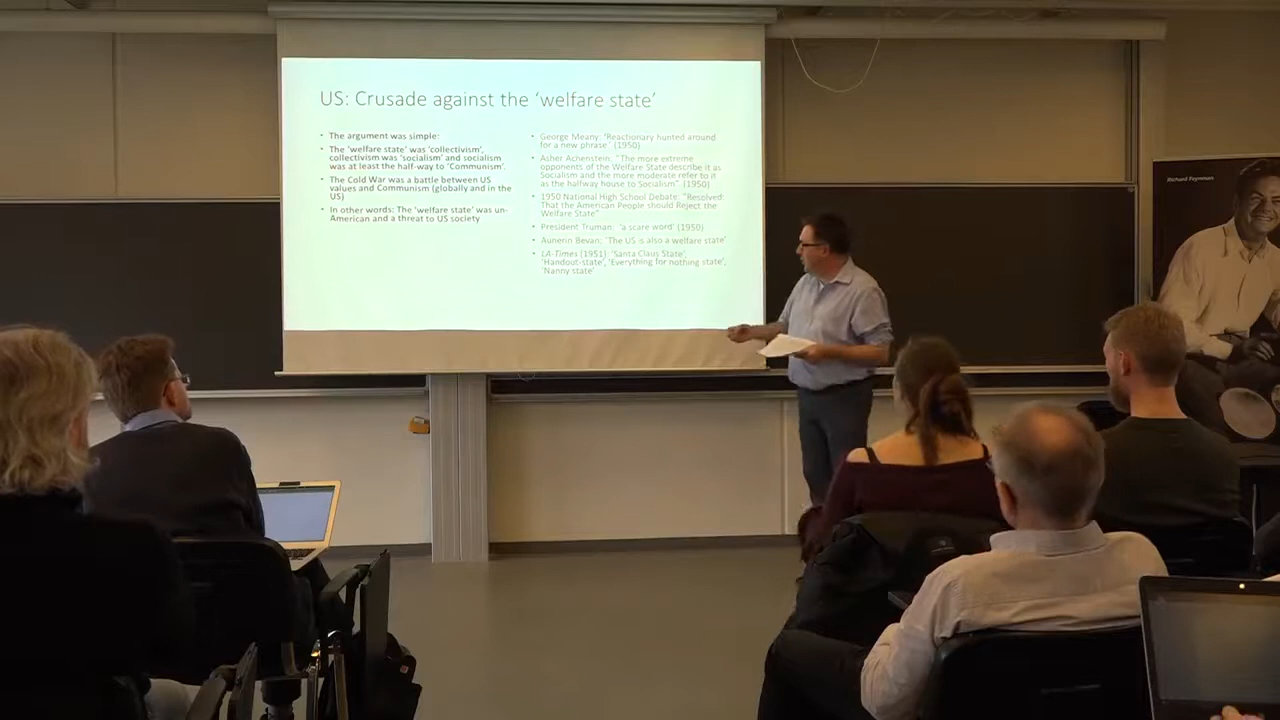 US: Crusade against the ‘welfare state’
• The argument was simple:
• The ‘welfare state’ was ‘collectivism’,
collectivism was ‘socialism’ and socialism
was at least the half-way to ‘Communism’.
• The Cold War was a battle between US
values and Communism (globally and in the
US)
• In other words: The ‘welfare state’ was un-
American and a threat to US society
• George Meany: ‘Reactionary hunted around
for a new phrase’ (1950)
• Asher Achenstein: “The more extreme
opponents of the Welfare State describe it as
Socialism and the more moderate refer to it
as the halfway house to Socialism” (1950)
• 1950 National High School Debate: “Resolved:
That the American People should Reject the
Welfare State”
• President Truman: ‘a scare word’ (1950)
• Aunerin Bevan: ‘The US is also a welfare state’
• LA-Times (1951): ‘Santa Claus State’,
‘Handout-state’, ‘Everything for nothing state’,
‘Nanny state’
Richard Feynman